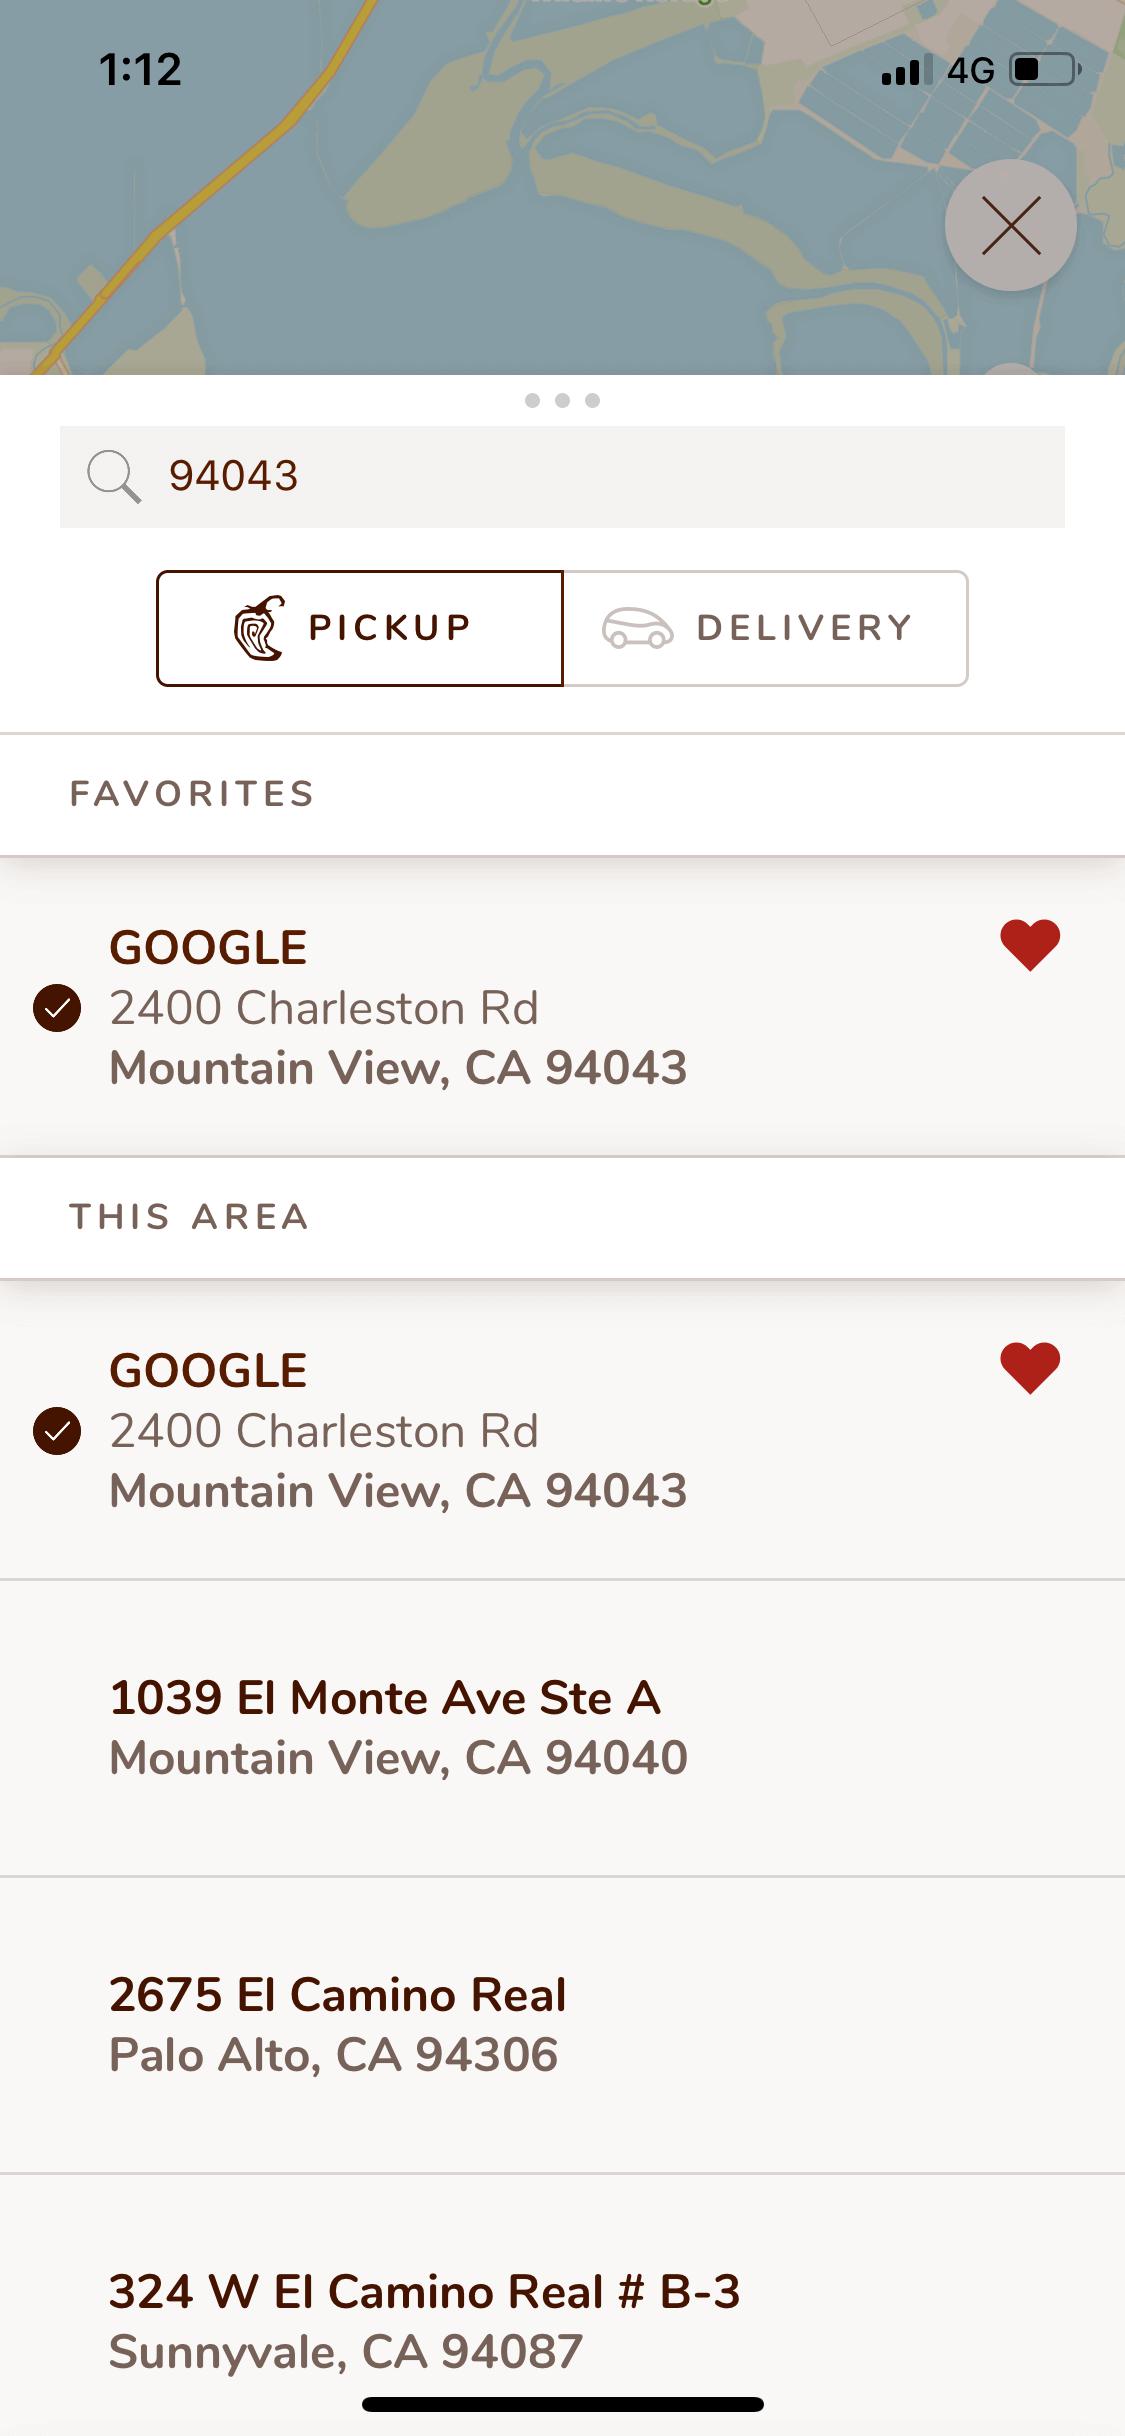 1:12
4G
94043
PICKUP
DELIVERY
FAVORITES
GOOGLE
2400 Charleston Rd
Mountain View, CA 94043
THIS AREA
GOOGLE
2400 Charleston Rd
Mountain View, CA 94043
1039 El Monte Ave Ste A
Mountain View, CA 94040
2675 El Camino Real
Palo Alto, CA 94306
324 W El Camino Real # B-3
Sunnyvale, CA 94087